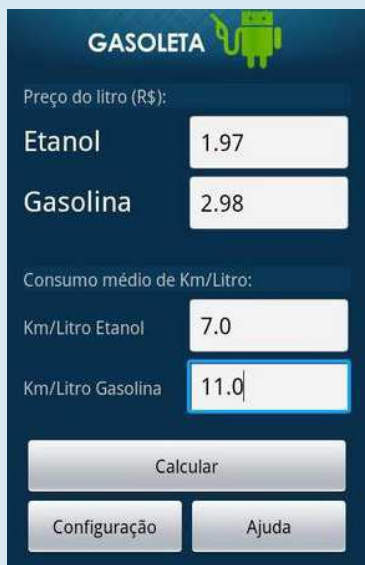 GASOLETA
Preço do litro (R$):
Etanol 1.97
Gasolina 2.98
Consumo médio de Km/Litro:
Km/Litro Etanol 7.0
Km/Litro Gasolina 11.0
Calcular
Configuração Ajuda